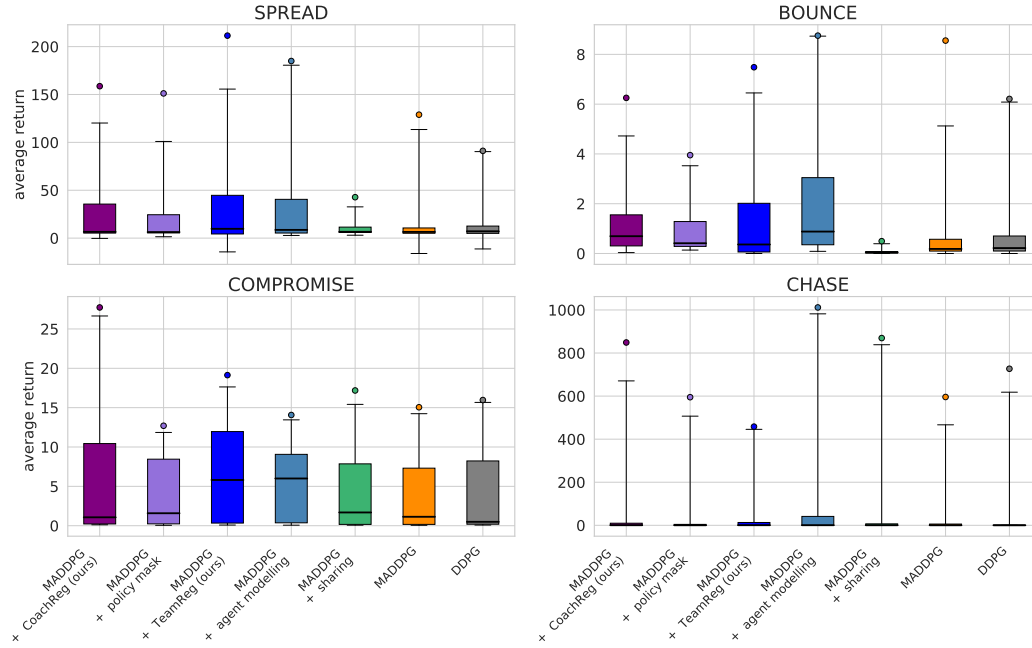 SPREAD
BOUNCE
average return
200
150
100
50
0
8
6
4
2
0
COMPROMISE
CHASE
average return
25
20
15
10
5
0
1000
800
600
400
200
0
MADDPG
+ CoachReg (ours)
MADDPG
+ policy mask
MADDPG
+ TeamReg (ours)
MADDPG
+ agent modelling
MADDPG
+ sharing
MADDPG
DDPG
MADDPG
+ CoachReg (ours)
MADDPG
+ policy mask
MADDPG
+ TeamReg (ours)
MADDPG
+ agent modelling
MADDPG
+ sharing
MADDPG
DDPG